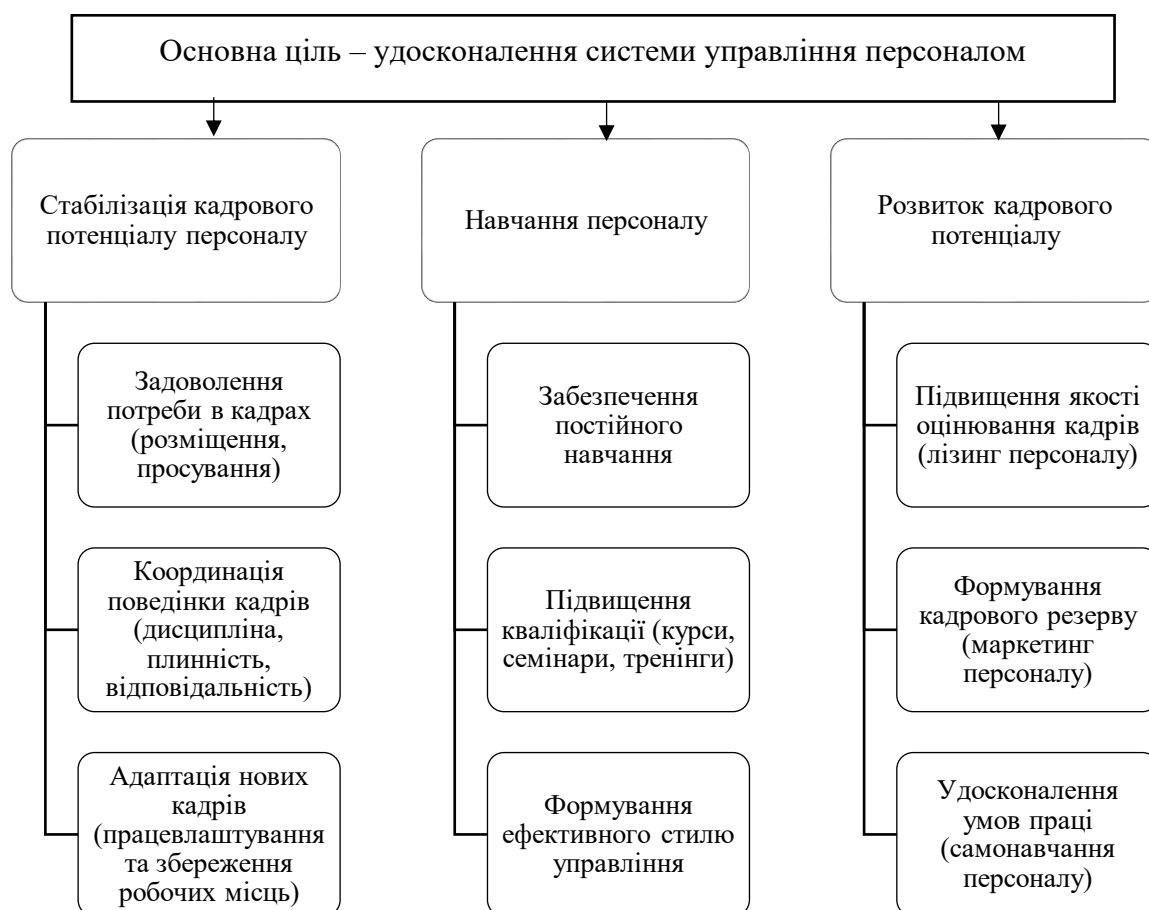 Основна ціль – удосконалення системи управління персоналом
Стабілізація кадрового
потенціалу персоналу
Навчання персоналу
Розвиток кадрового
потенціалу
Задоволення
потреби в кадрах
(розміщення,
просування)
Забезпечення
постійного
навчання
Підвищення якості
оцінювання кадрів
(лізинг персоналу)
Координація
поведінки кадрів
(дисципліна,
плинність,
відповідальність)
Підвищення
кваліфікації (курси,
семінари, тренінги)
Формування
кадрового резерву
(маркетинг
персоналу)
Адаптація нових
кадрів
(працевлаштування
та збереження
робочих місць)
Формування
ефективного стилю
управління
Удосконалення
умов праці
(самонавчання
персоналу)